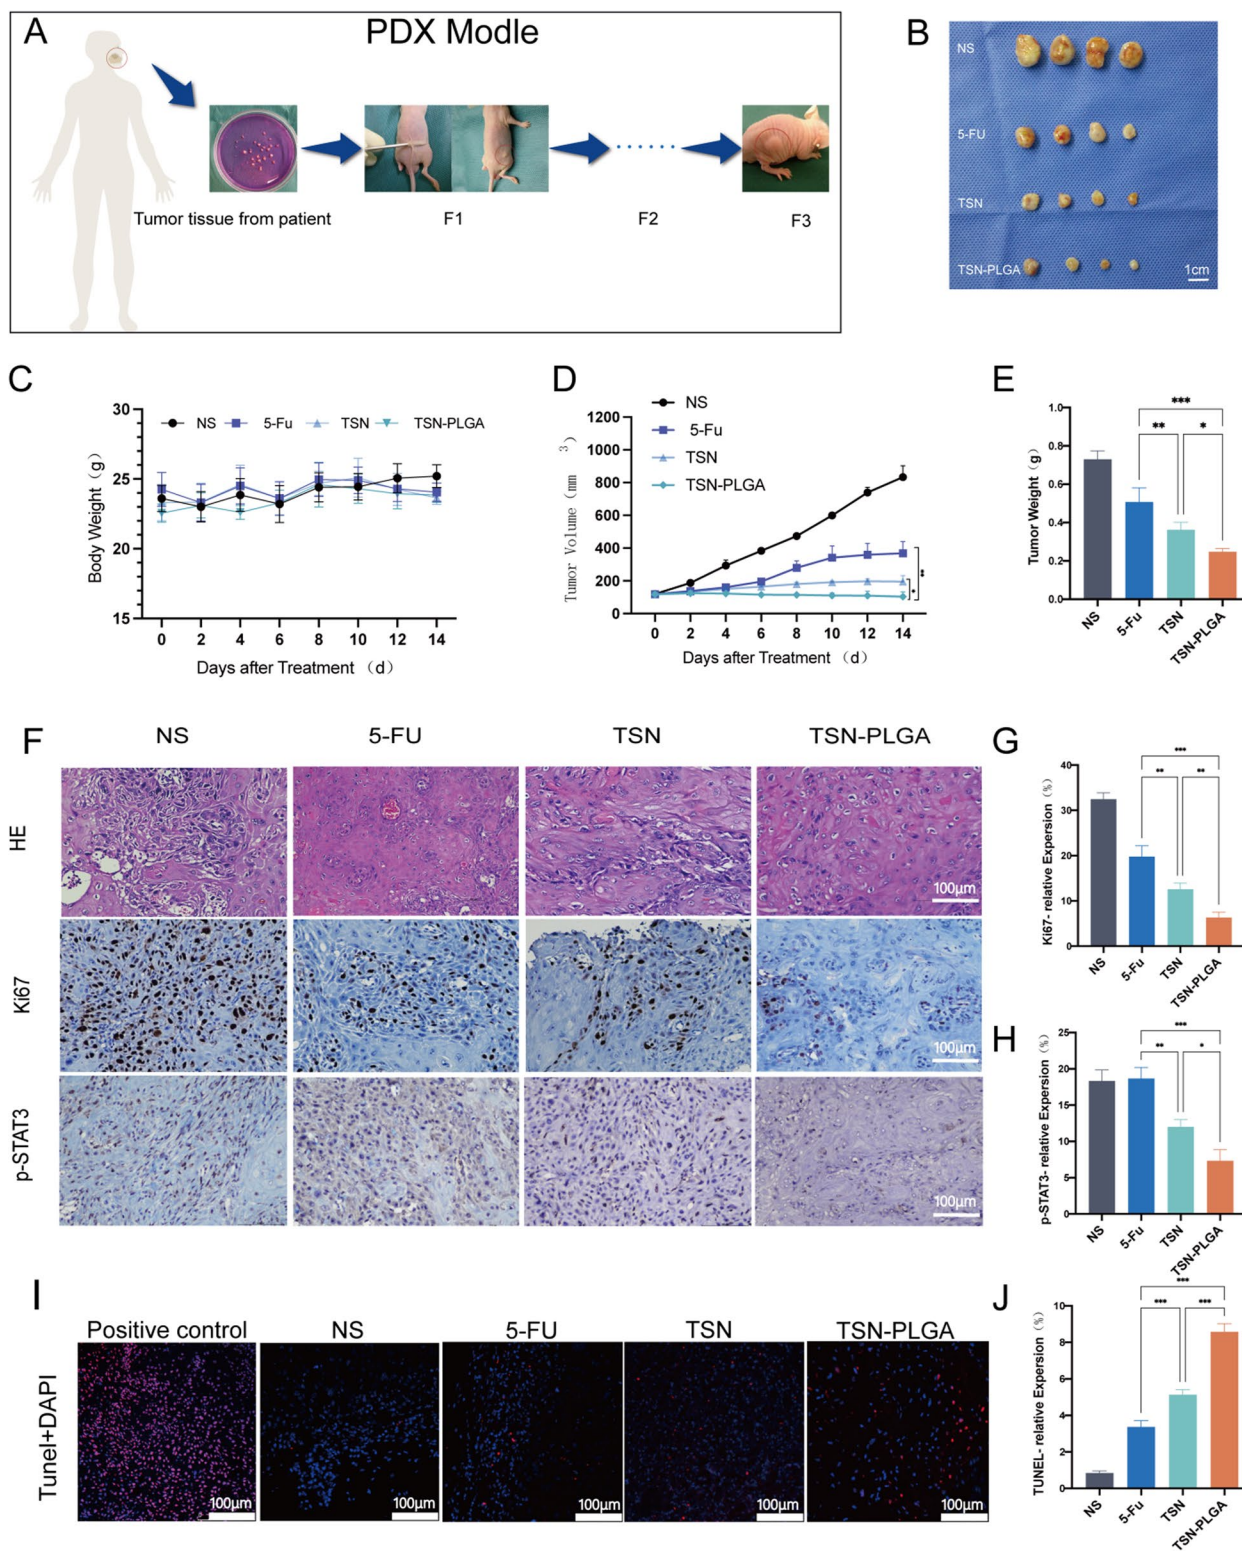 A
PDX Modle
Tumor tissue from patient
F1
F2
F3
B
NS
5-FU
TSN
TSN-PLGA
1cm
C
30
25
20
15
Body Weight (g)
NS 5-Fu TSN TSN-PLGA
0 2 4 6 8 10 12 14
Days after Treatment (d)
D
1200
1000
800
600
400
200
0
Tumor Volume (mm 3)
NS
5-Fu
TSN
TSN-PLGA
**
*
0 2 4 6 8 10 12 14
Days after Treatment (d)
E
1.0
0.8
0.6
0.4
0.2
0.0
Tumor Weight (g)
***
** *
NS 5-Fu TSN TSN-PLGA
F
NS 5-FU TSN TSN-PLGA
HE
100μm
Ki67
100μm
p-STAT3
100μm
G
40
30
20
10
0
Ki67- relative Expersion (%)
***
** **
NS 5-Fu TSN TSN-PLGA
H
25
20
15
10
5
0
p-STAT3- relative Expersion (%)
***
** *
NS 5-Fu TSN TSN-PLGA
I
Positive control NS 5-FU TSN TSN-PLGA
Tunel+DAPI
100μm 100μm 100μm 100μm 100μm
J
10
8
6
4
2
0
TUNEL- relative Expersion (%)
***
*** ***
NS 5-Fu TSN TSN-PLGA